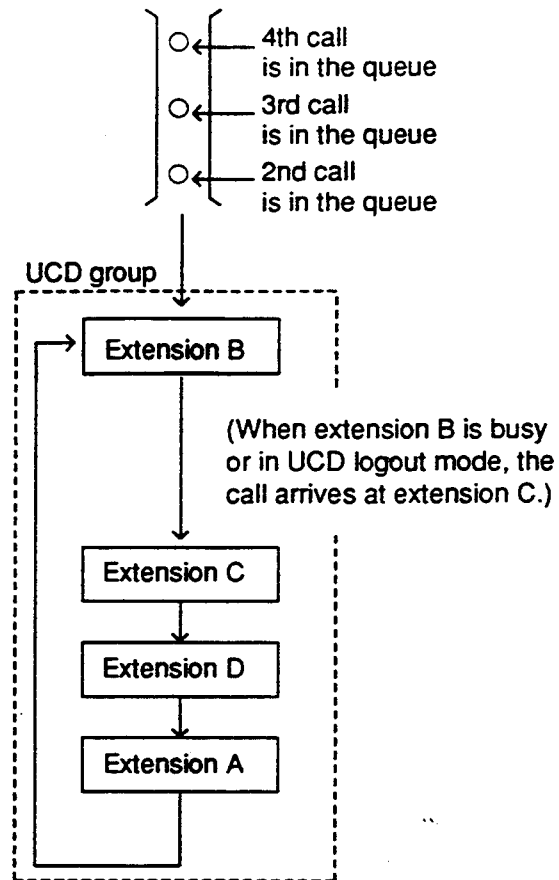 4th call
is in the queue
3rd call
is in the queue
2nd call
is in the queue
UCD group
Extension B
(When extension B is busy
or in UCD logout mode, the
call arrives at extension C.)
Extension C
Extension D
Extension A